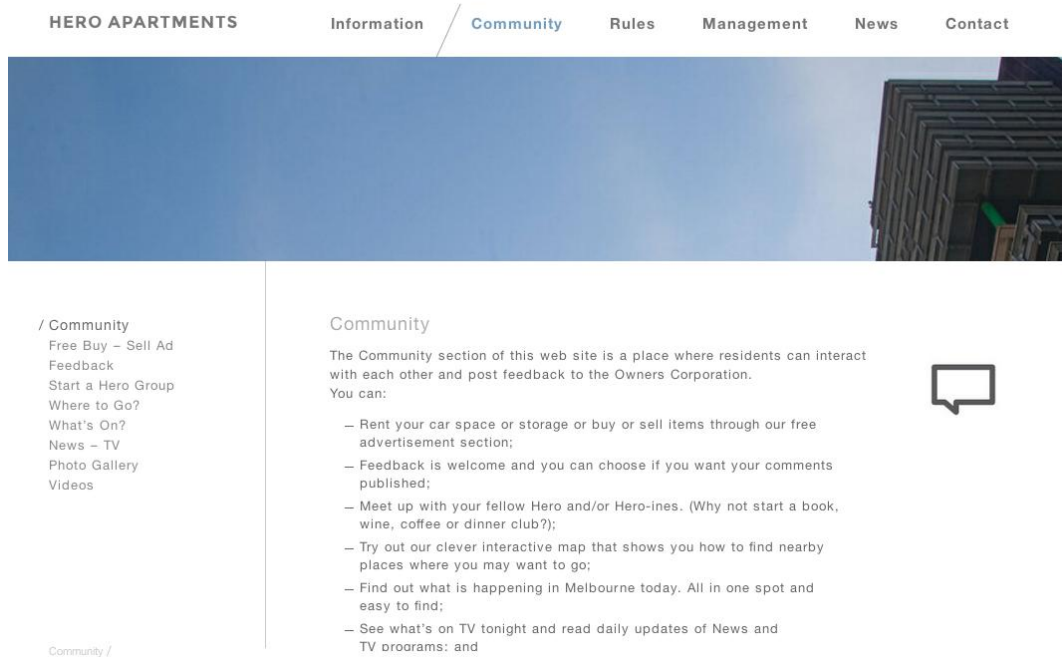 HERO APARTMENTS
Information
Community
Rules
Management
News
Contact
/ Community
Free Buy – Sell Ad
Feedback
Start a Hero Group
Where to Go?
What's On?
News – TV
Photo Gallery
Videos
Community
The Community section of this web site is a place where residents can interact
with each other and post feedback to the Owners Corporation.
You can:
— Rent your car space or storage or buy or sell items through our free
advertisement section;
— Feedback is welcome and you can choose if you want your comments
published;
— Meet up with your fellow Hero and/or Hero-ines. (Why not start a book,
wine, coffee or dinner club?);
— Try out our clever interactive map that shows you how to find nearby
places where you may want to go;
— Find out what is happening in Melbourne today. All in one spot and
easy to find;
— See what's on TV tonight and read daily updates of News and
TV programs; and
Community /